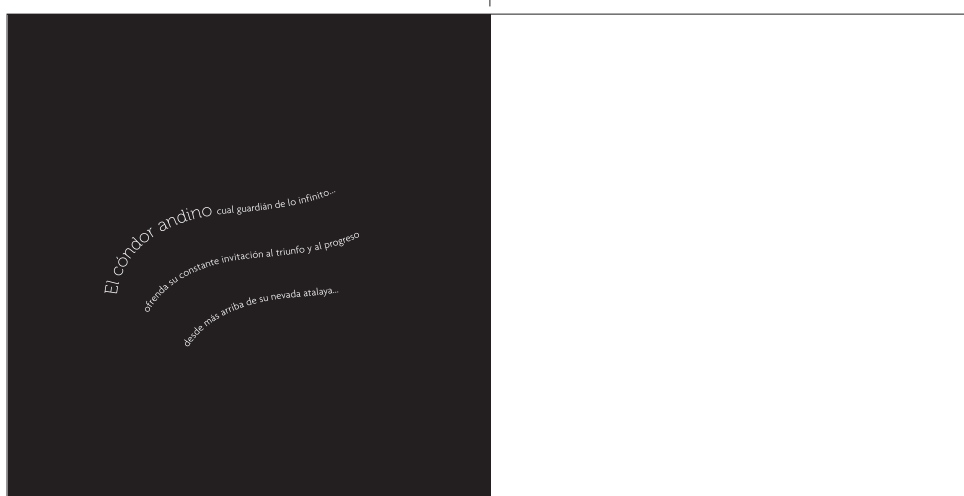 El cóndor andino cual guardián de lo infinito...
ofrenda su constante invitación al triunfo y al progreso
desde más arriba de su nevada atalaya...